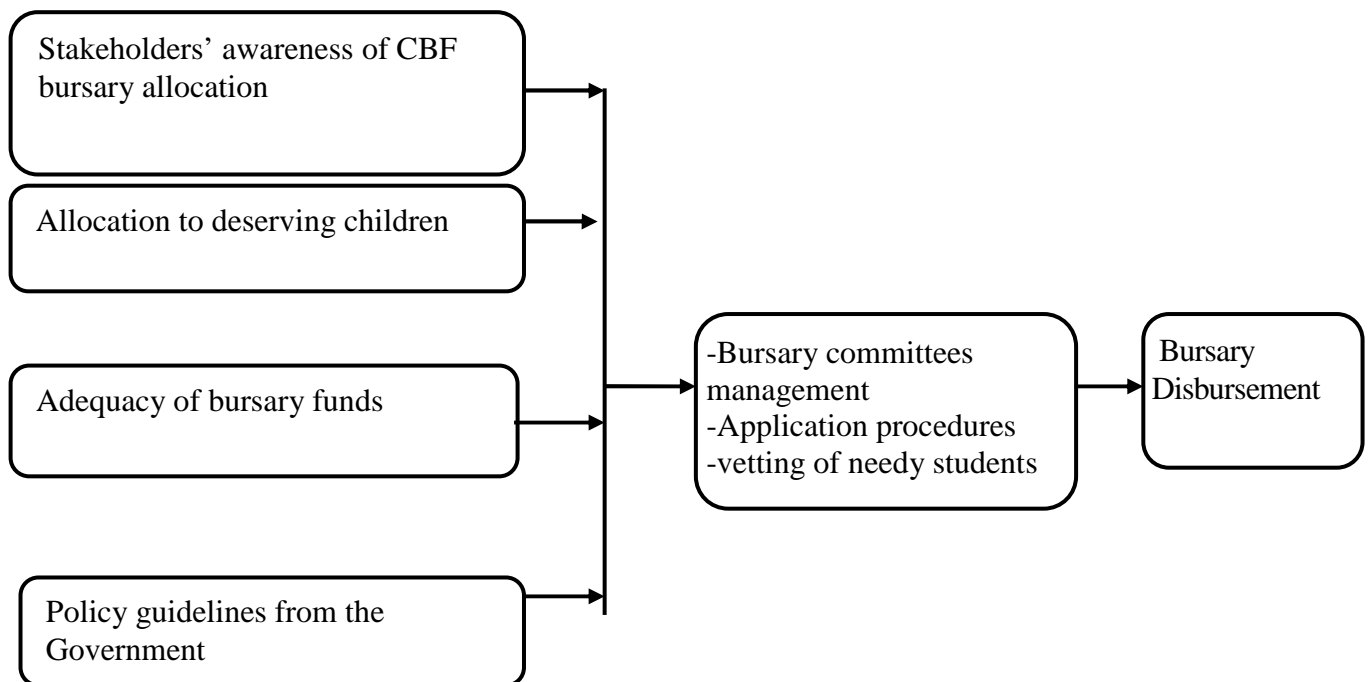 Stakeholders’ awareness of CBF
bursary allocation
Allocation to deserving children
Adequacy of bursary funds
Policy guidelines from the
Government
-Bursary committees
management
-Application procedures
-vetting of needy students
Bursary
Disbursement